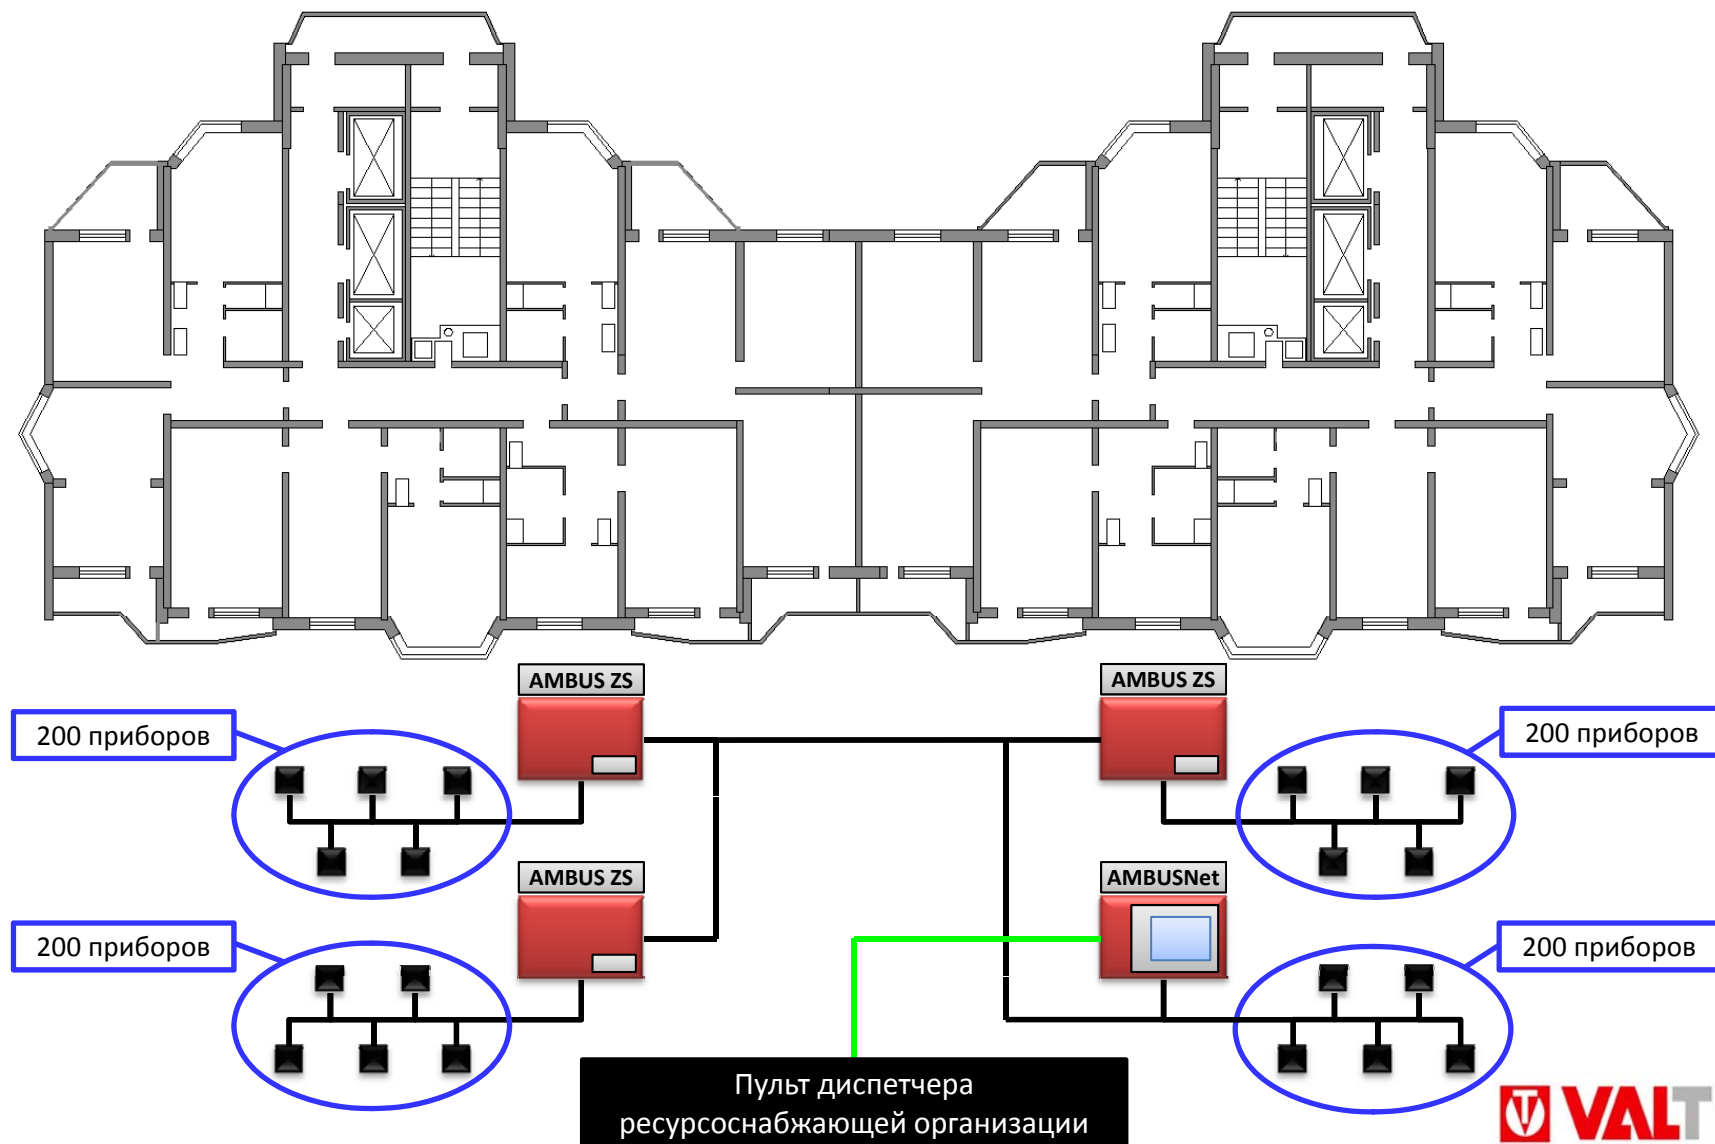 AMBUS ZS
AMBUS ZS
200 приборов
200 приборов
AMBUS ZS
AMBUSNet
200 приборов
200 приборов
Пульт диспетчера
ресурсоснабжающей организации
VALT